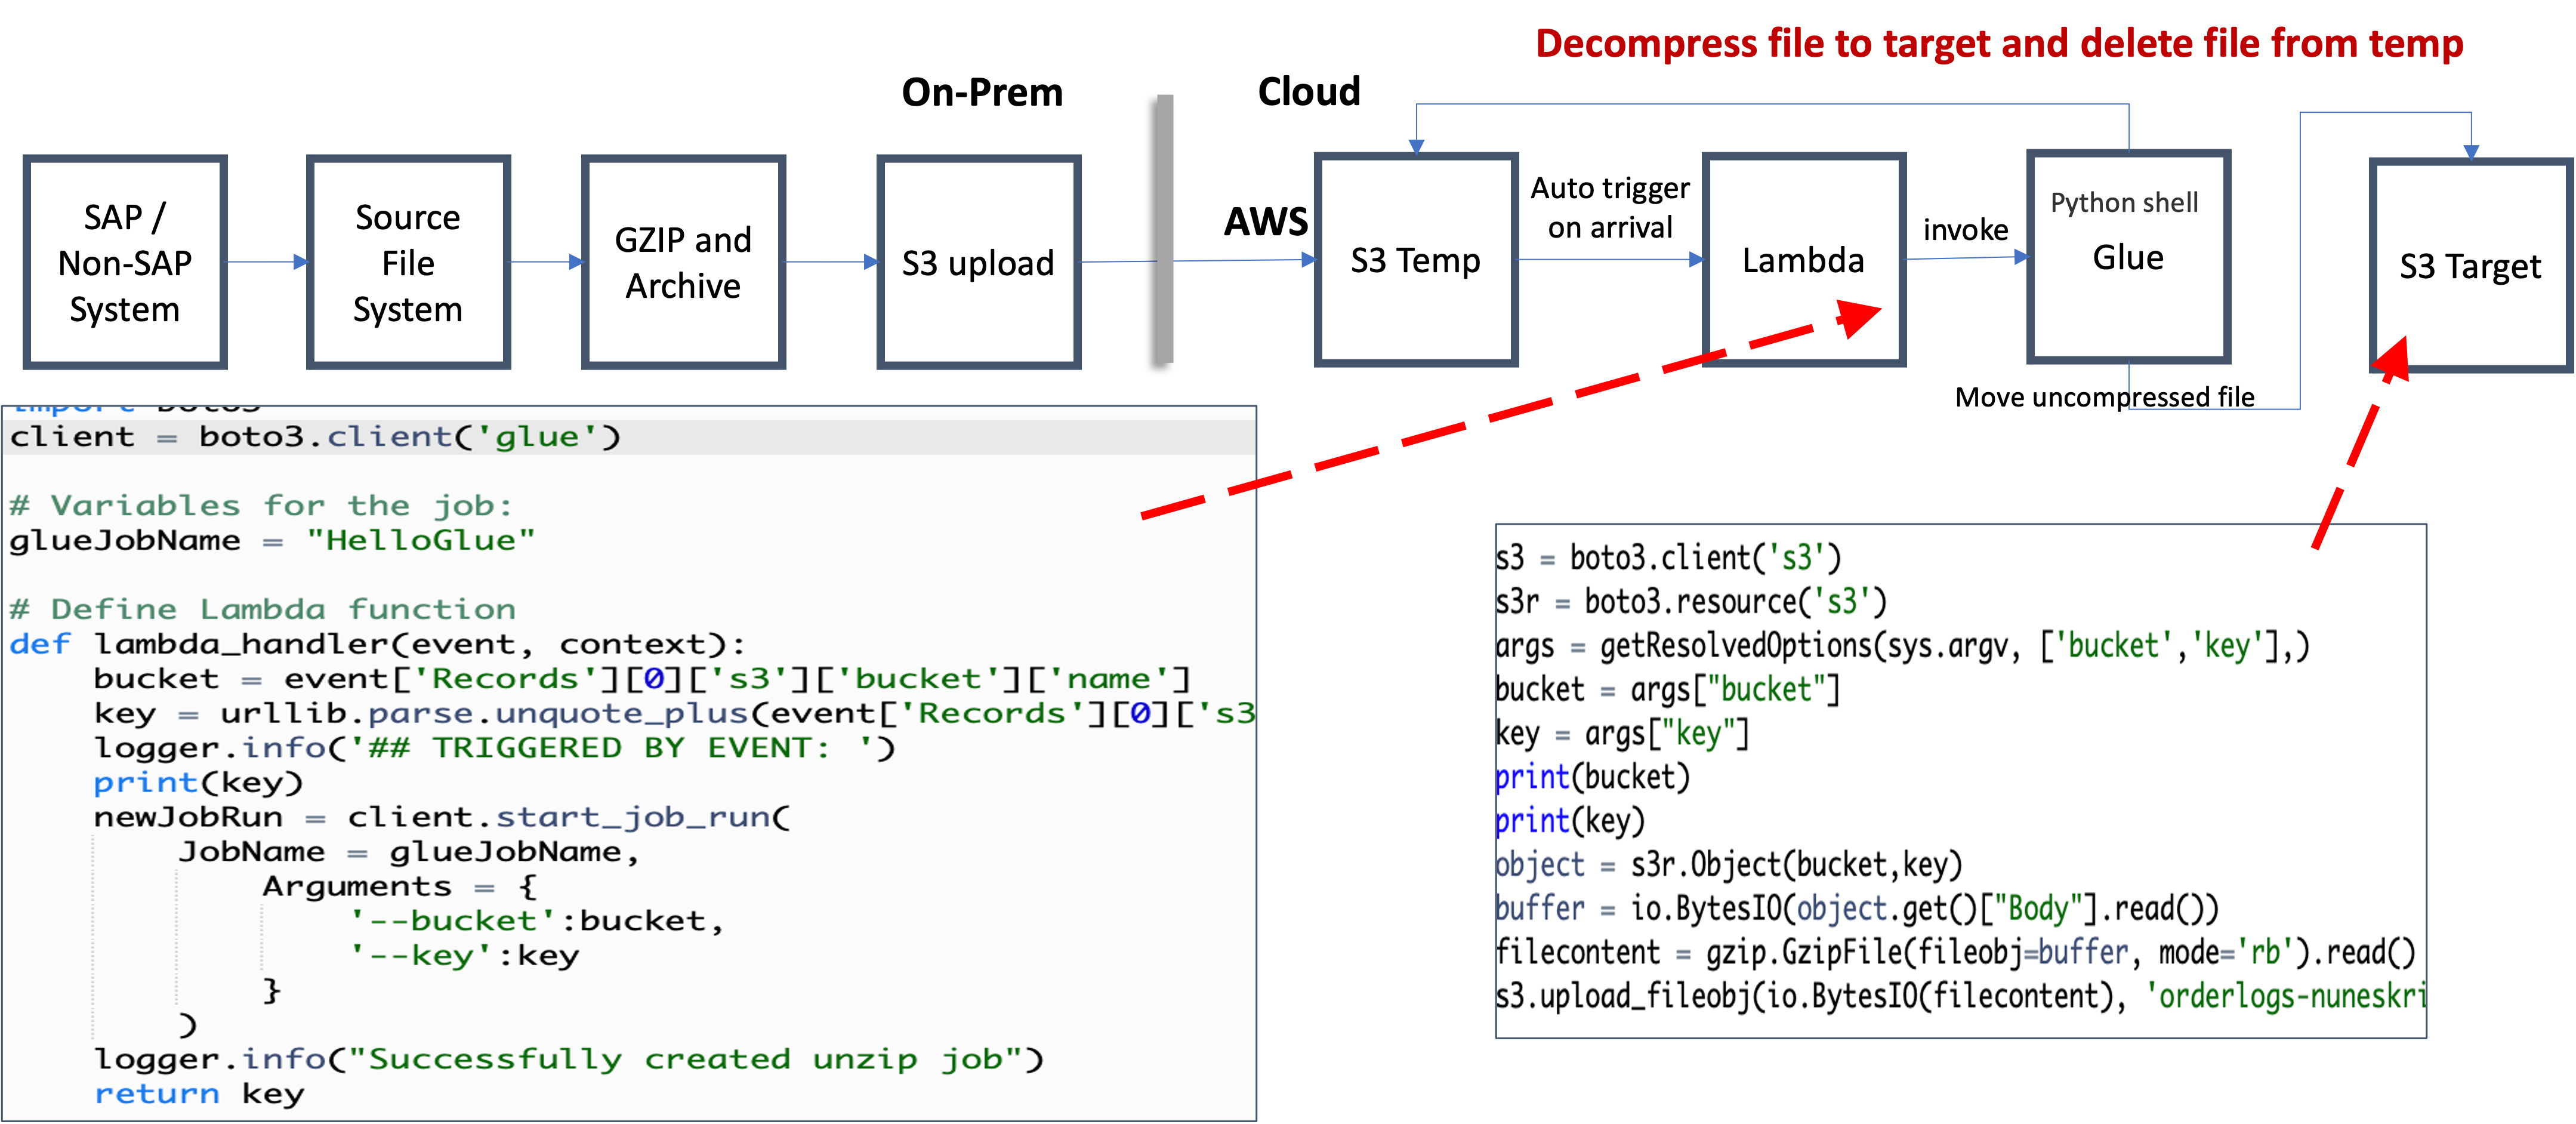 Decompress file to target and delete file from temp
On-Prem
Cloud
SAP /
Non-SAP
System
Source
File
System
GZIP and
Archive
S3 upload
AWS
S3 Temp
Auto trigger
on arrival
Lambda
invoke
Python shell
Glue
S3 Target
Move uncompressed file
import boto3
client = boto3.client('glue')
# Variables for the job:
glueJobName = "HelloGlue"
# Define Lambda function
def lambda_handler(event, context):
bucket = event['Records'][0]['s3']['bucket']['name']
key = urllib.parse.unquote_plus(event['Records'][0]['s3
logger.info('## TRIGGERED BY EVENT: ')
print(key)
newJobRun = client.start_job_run(
JobName = glueJobName,
Arguments = {
'--bucket':bucket,
'--key':key
}
)
logger.info("Successfully created unzip job")
return key
s3 = boto3.client('s3')
s3r = boto3.resource('s3')
args = getResolvedOptions(sys.argv, ['bucket','key'],)
bucket = args["bucket"]
key = args["key"]
print(bucket)
print(key)
object = s3r.Object(bucket,key)
buffer = io.BytesIO(object.get()["Body"].read())
filecontent = gzip.GzipFile(fileobj=buffer, mode='rb').read()
s3.upload_fileobj(io.BytesIO(filecontent), 'orderlogs-nuneskri